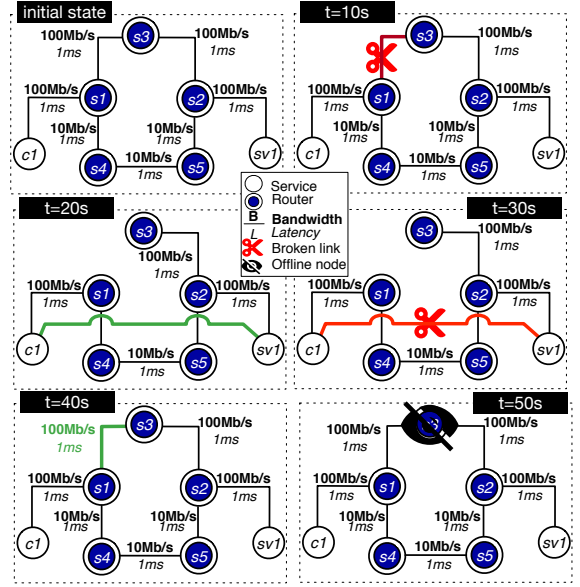 initial state
100Mb/s 1ms
s3
100Mb/s 1ms
100Mb/s 1ms
s1
s2
100Mb/s 1ms
10Mb/s 1ms
10Mb/s 1ms
c1
s4
10Mb/s 1ms
s5
sv1
t=10s
s3
100Mb/s 1ms
100Mb/s 1ms
s1
s2
100Mb/s 1ms
10Mb/s 1ms
10Mb/s 1ms
c1
s4
10Mb/s 1ms
s5
sv1
Service
Router
B Bandwidth
L Latency
Broken link
Offline node
t=20s
s3
100Mb/s 1ms
100Mb/s 1ms
s1
s2
100Mb/s 1ms
c1
s4
10Mb/s 1ms
s5
sv1
t=30s
s3
100Mb/s 1ms
100Mb/s 1ms
s1
s2
100Mb/s 1ms
c1
s4
10Mb/s 1ms
s5
sv1
t=40s
100Mb/s 1ms
s3
100Mb/s 1ms
100Mb/s 1ms
s1
s2
100Mb/s 1ms
10Mb/s 1ms
10Mb/s 1ms
c1
s4
10Mb/s 1ms
s5
sv1
t=50s
100Mb/s 1ms
100Mb/s 1ms
100Mb/s 1ms
s1
s2
100Mb/s 1ms
10Mb/s 1ms
10Mb/s 1ms
c1
s4
10Mb/s 1ms
s5
sv1